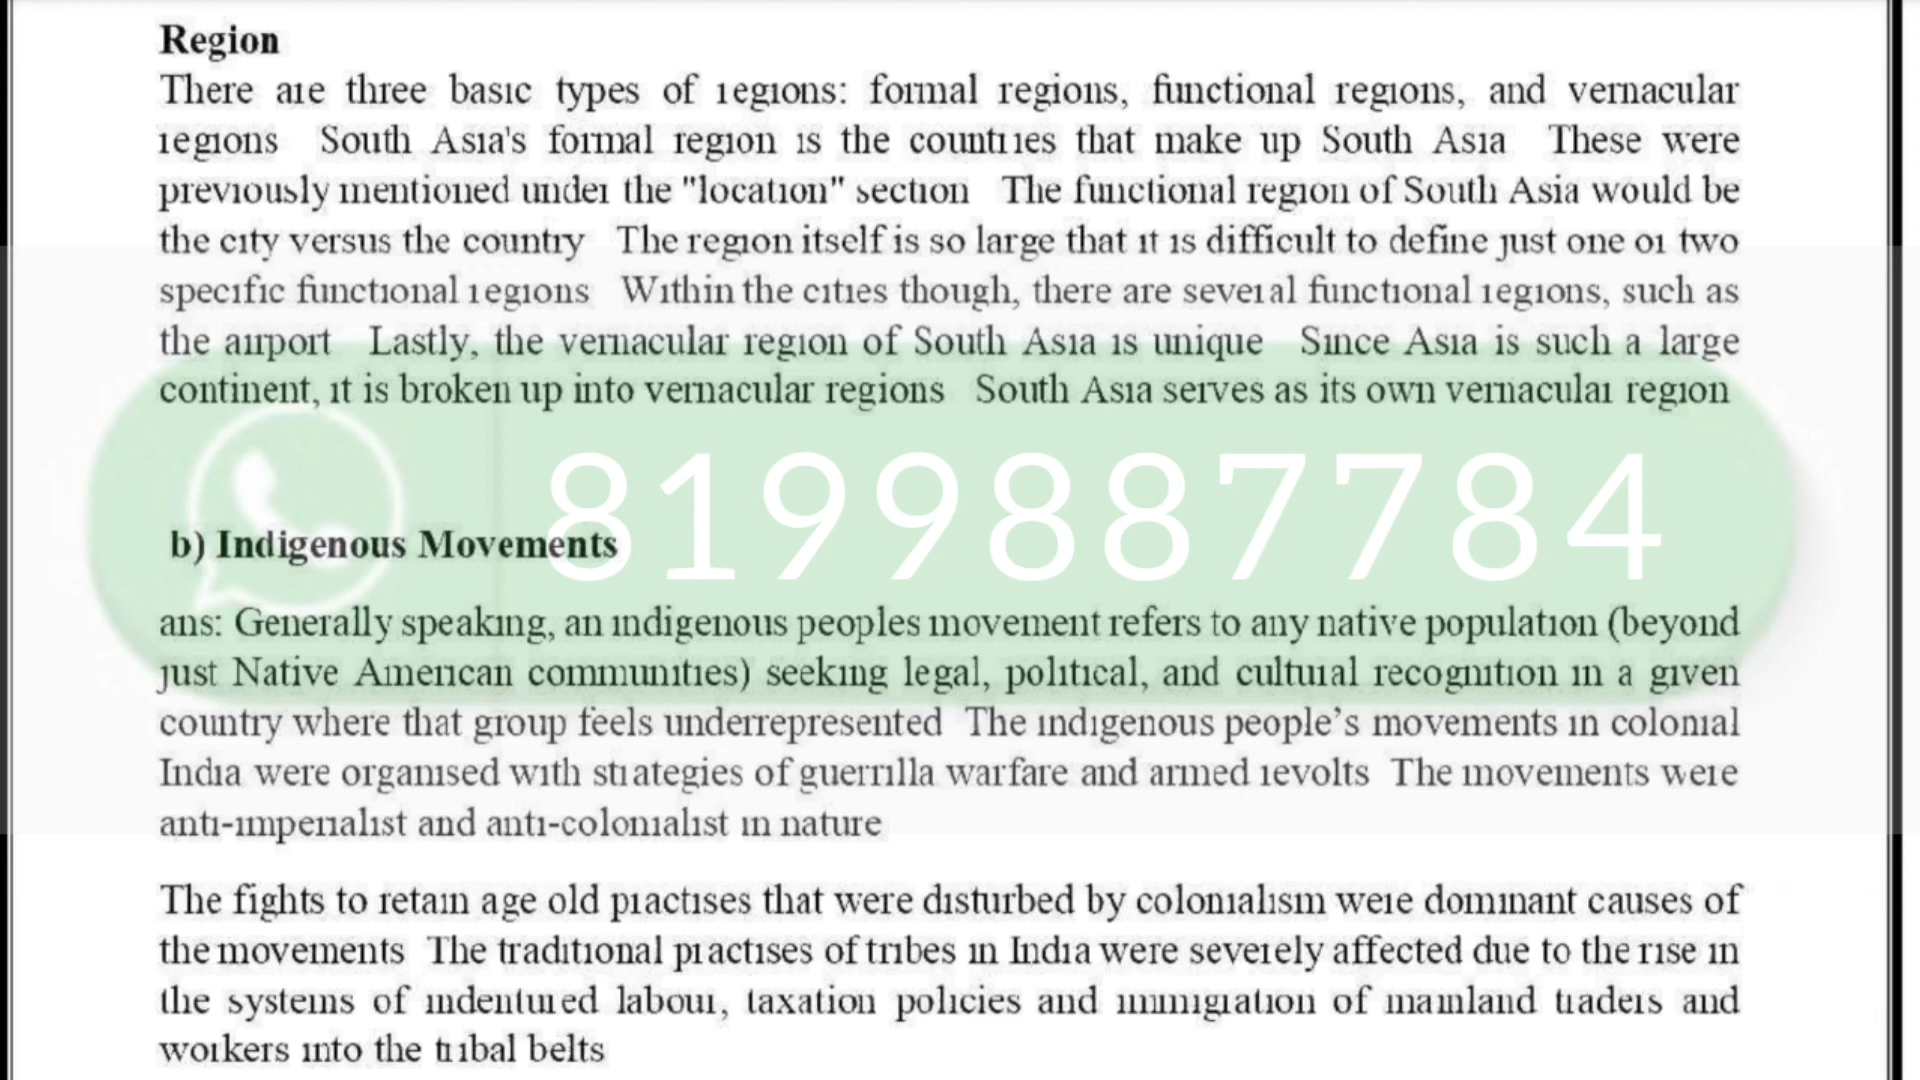 Region
There are three basic types of regions: formal regions, functional regions, and vernacular
regions South Asia's formal region is the countries that make up South Asia These were
previously mentioned under the "location" section The functional region of South Asia would be
the city versus the country The region itself is so large that it is difficult to define just one or two
specific functional regions Within the cities though, there are several functional regions, such as
the airport Lastly, the vernacular region of South Asia is unique Since Asia is such a large
continent, it is broken up into vernacular regions South Asia serves as its own vernacular region
8199887784
b) Indigenous Movements
ans: Generally speaking, an indigenous peoples movement refers to any native population (beyond
just Native American communities) seeking legal, political, and cultural recognition in a given
country where that group feels underrepresented The indigenous people’s movements in colonial
India were organised with strategies of guerrilla warfare and armed revolts The movements were
anti-imperialist and anti-colonialist in nature
The fights to retain age old practises that were disturbed by colonialism were dominant causes of
the movements The traditional practises of tribes in India were severely affected due to the rise in
the systems of indentured labour, taxation policies and immigration of mainland traders and
workers into the tribal belts